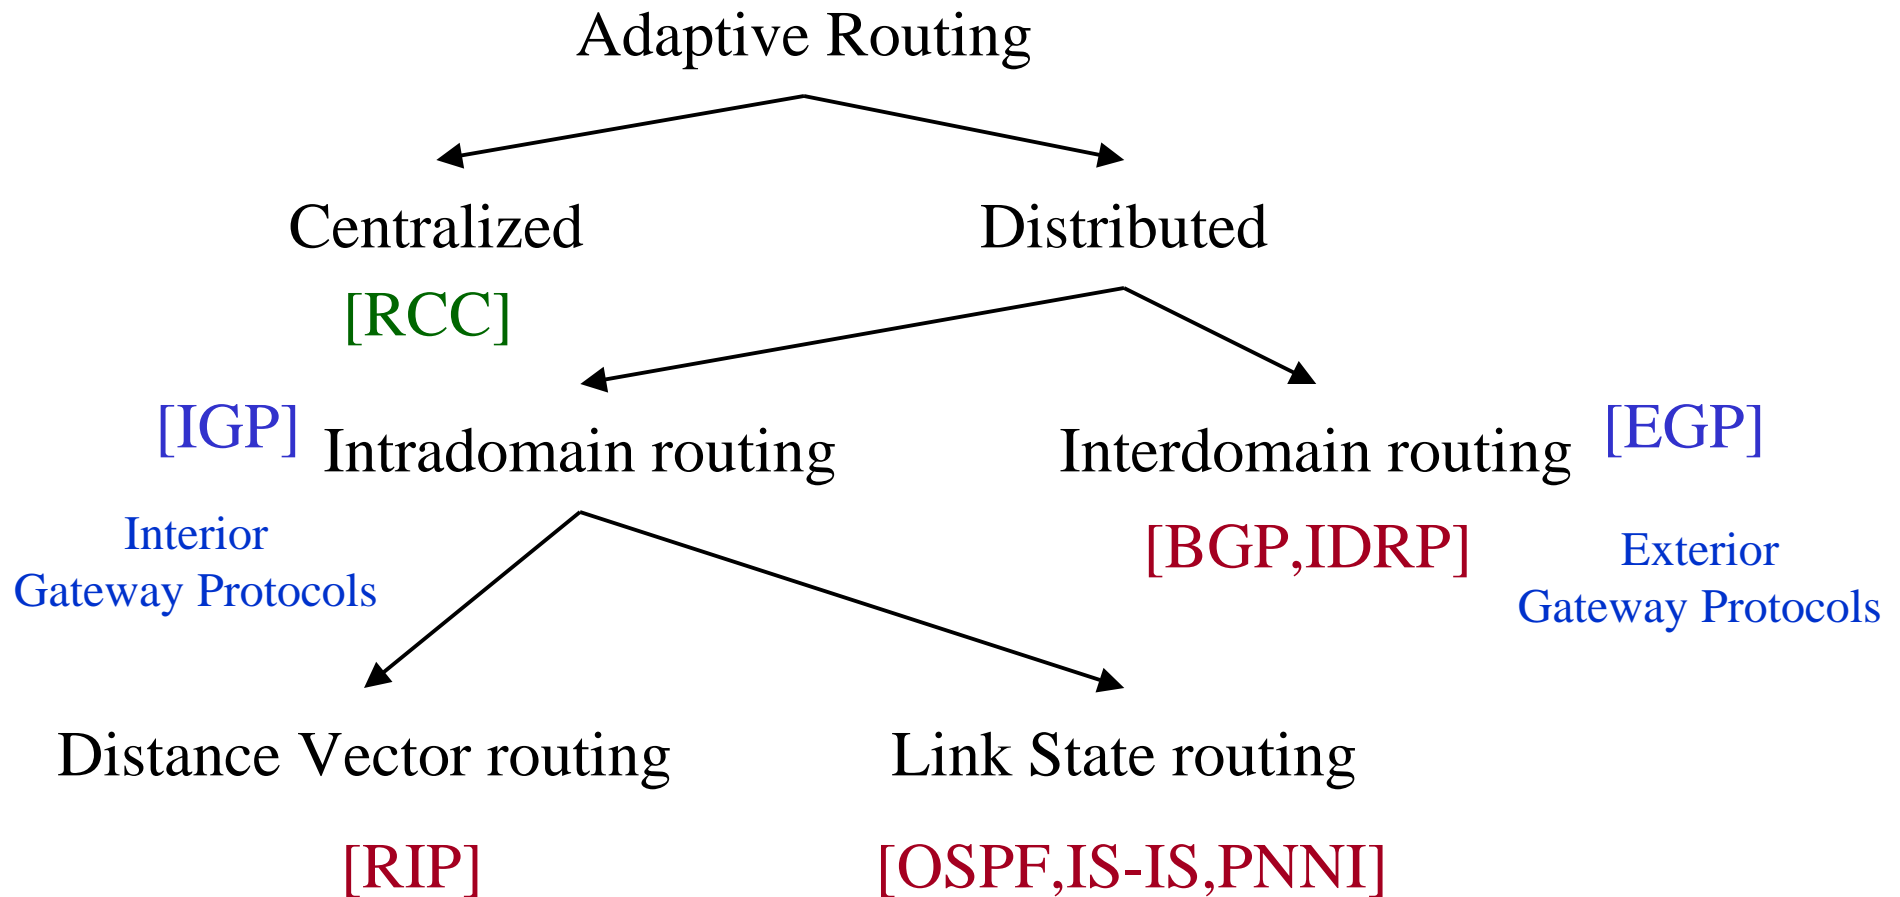 Adaptive Routing
Centralized
Distributed
[RCC]
[IGP]
Intradomain routing
Interdomain routing
[EGP]
Interior
Gateway Protocols
[BGP,IDRP]
Exterior
Gateway Protocols
Distance Vector routing
Link State routing
[RIP]
[OSPF,IS-IS,PNNI]